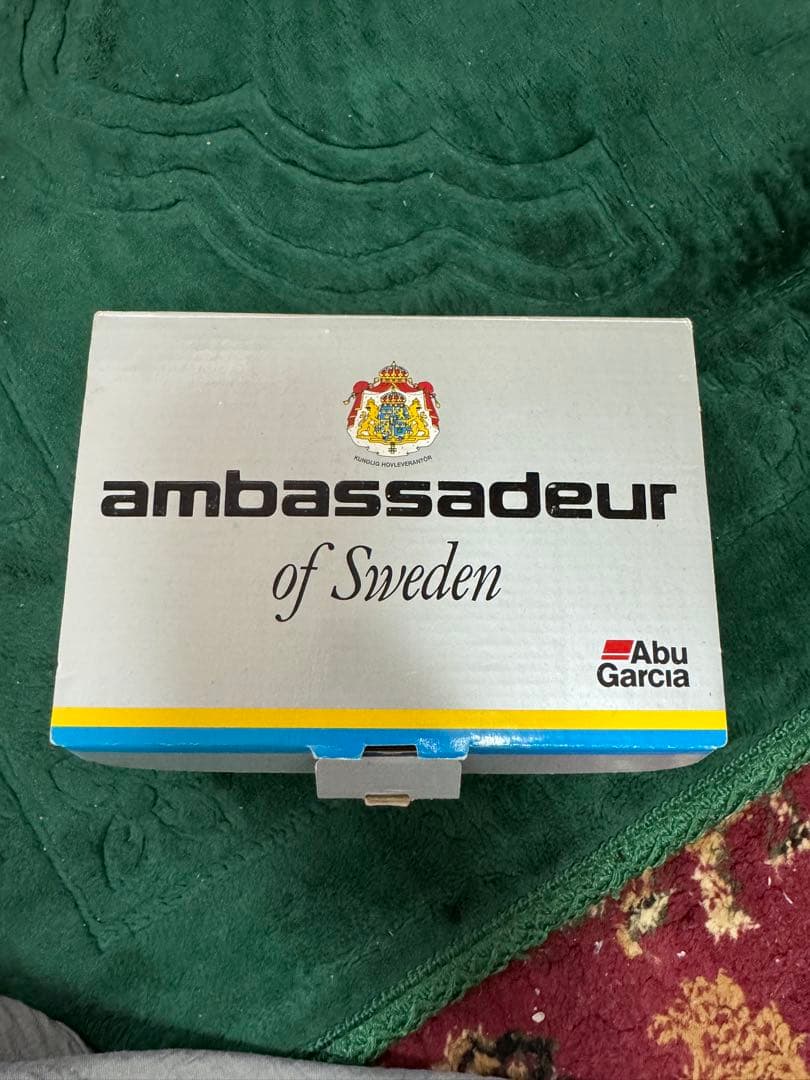 KUNGLIG HOVLEVERANTÖR
ambassadeur
of Sweden
Abu
Garcia